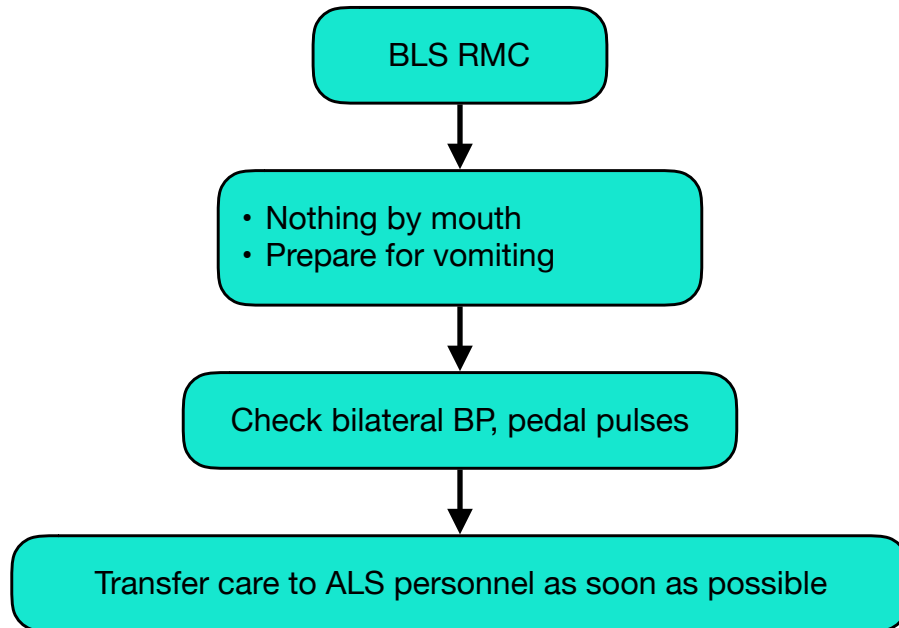 BLS RMC
• Nothing by mouth
• Prepare for vomiting
Check bilateral BP, pedal pulses
Transfer care to ALS personnel as soon as possible